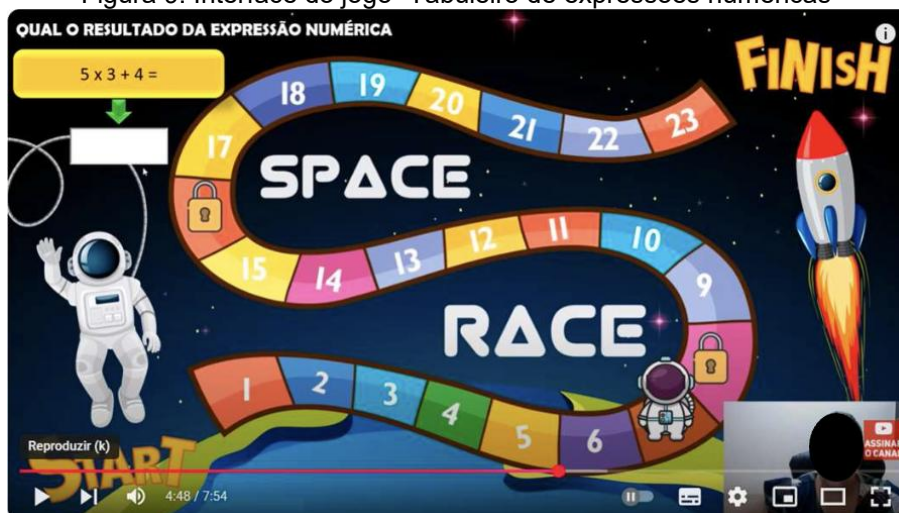 Figura 9: Interface do jogo "Tabuleiro de expressões numéricas"
QUAL O RESULTADO DA EXPRESSÃO NUMÉRICA
5 x 3 + 4 =
FINISH
17 18 19 20 21 22 23
SPACE
15 14 13 12 11 10 9
RACE
1 2 3 4 5 6
START
Reproduzir (k)
ASSINAR
O CANAL
4:48 / 7:54